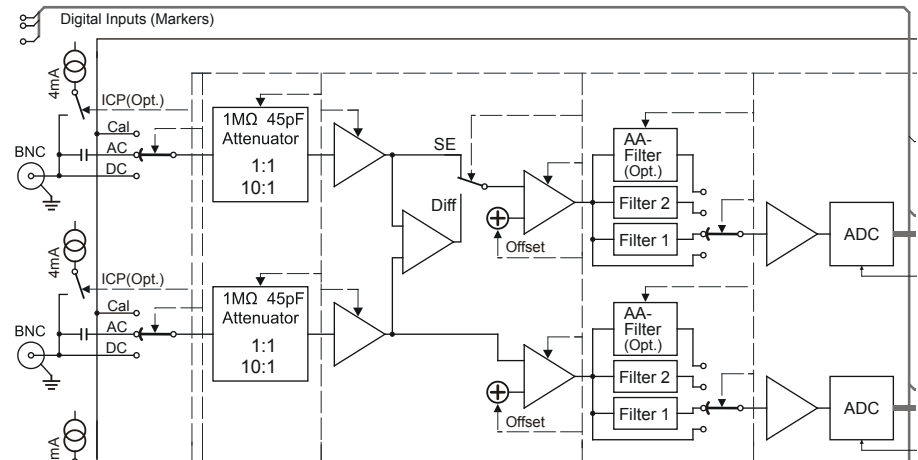 Digital Inputs (Markers)
4mA
ICP(Opt.)
Cal
AC
DC
BNC
1MΩ 45pF
Attenuator
1:1
10:1
SE
Diff
Offset
AA-
Filter
(Opt.)
Filter 2
Filter 1
ADC
4mA
ICP(Opt.)
Cal
AC
DC
BNC
1MΩ 45pF
Attenuator
1:1
10:1
Offset
AA-
Filter
(Opt.)
Filter 2
Filter 1
ADC
mA